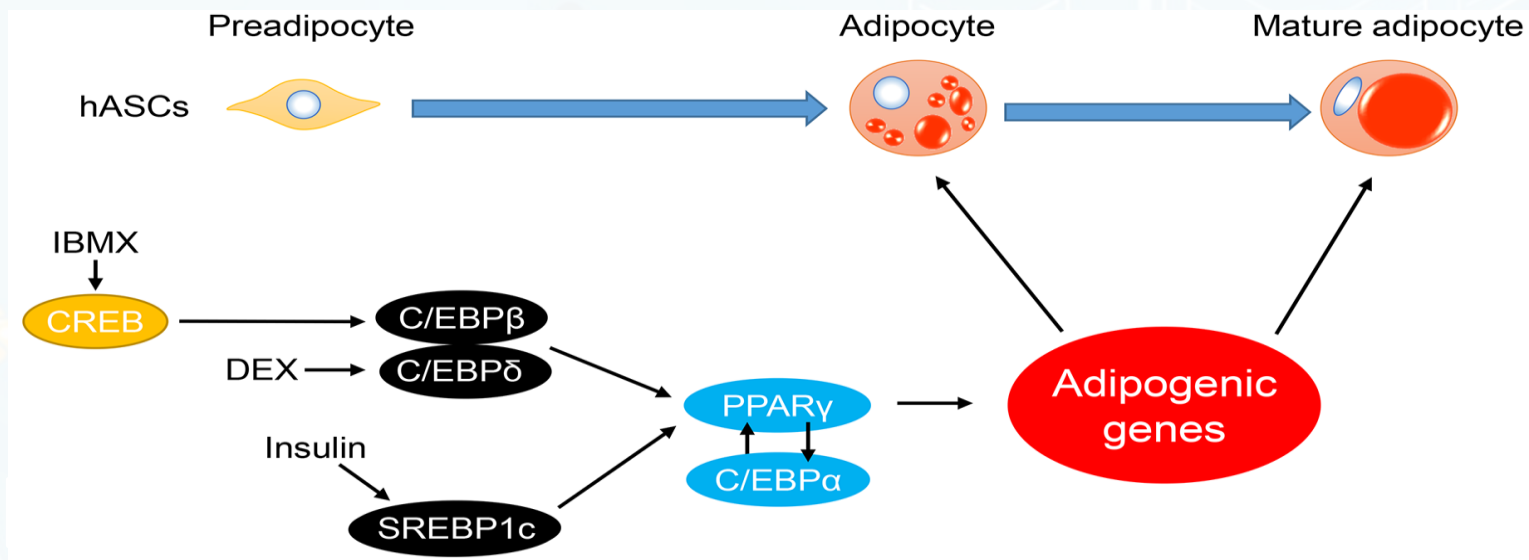 Preadipocyte
Adipocyte
Mature adipocyte
hASCs
IBMX
CREB
C/EBPβ
DEX
C/EBPδ
PPARγ
Adipogenic
genes
Insulin
C/EBPα
SREBP1c